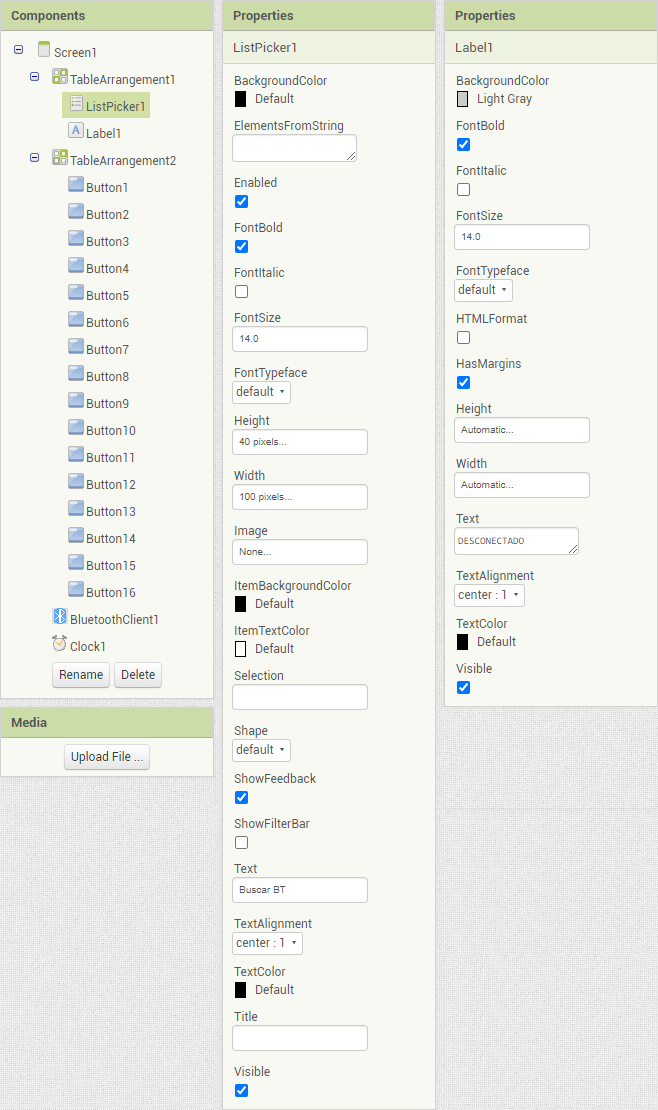 Components
Screen1
TableArrangement1
ListPicker1
Label1
TableArrangement2
Button1
Button2
Button3
Button4
Button5
Button6
Button7
Button8
Button9
Button10
Button11
Button12
Button13
Button14
Button15
Button16
BluetoothClient1
Clock1
Rename Delete
Media
Upload File ...
Properties
ListPicker1
BackgroundColor
Default
ElementsFromString
Enabled
FontBold
FontItalic
FontSize
14.0
FontTypeface
default
Height
40 pixels...
Width
100 pixels...
Image
None...
ItemBackgroundColor
Default
ItemTextColor
Default
Selection
Shape
default
ShowFeedback
ShowFilterBar
Text
Buscar BT
TextAlignment
center : 1
TextColor
Default
Title
Visible
Properties
Label1
BackgroundColor
Light Gray
FontBold
FontItalic
FontSize
14.0
FontTypeface
default
HTMLFormat
HasMargins
Height
Automatic...
Width
Automatic...
Text
DESCONECTADO
TextAlignment
center : 1
TextColor
Default
Visible